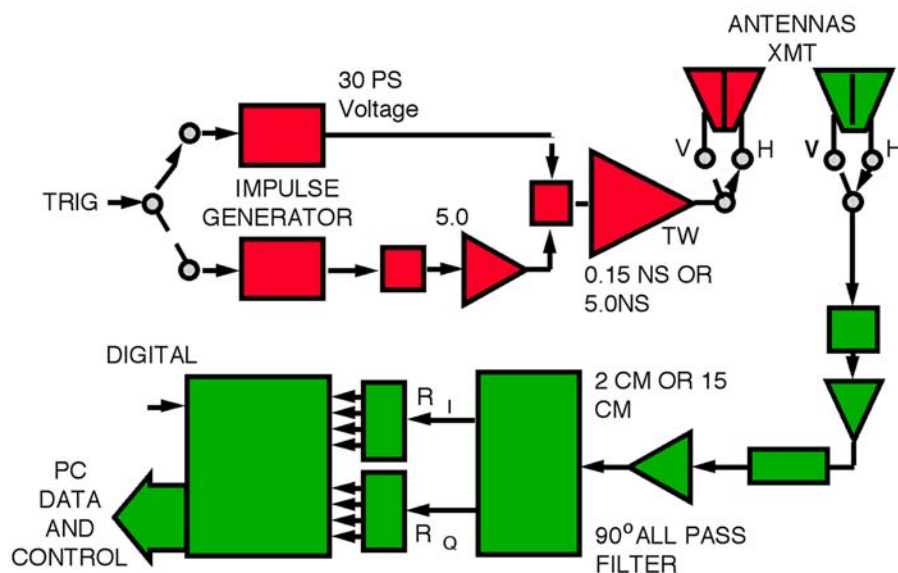 ANTENNAS
XMT
30 PS
Voltage
V
H
V
H
TRIG
IMPULSE
GENERATOR
5.0
TW
0.15 NS OR
5.0NS
DIGITAL
2 CM OR 15
CM
R I
R Q
PC
DATA
AND
CONTROL
90º ALL PASS
FILTER